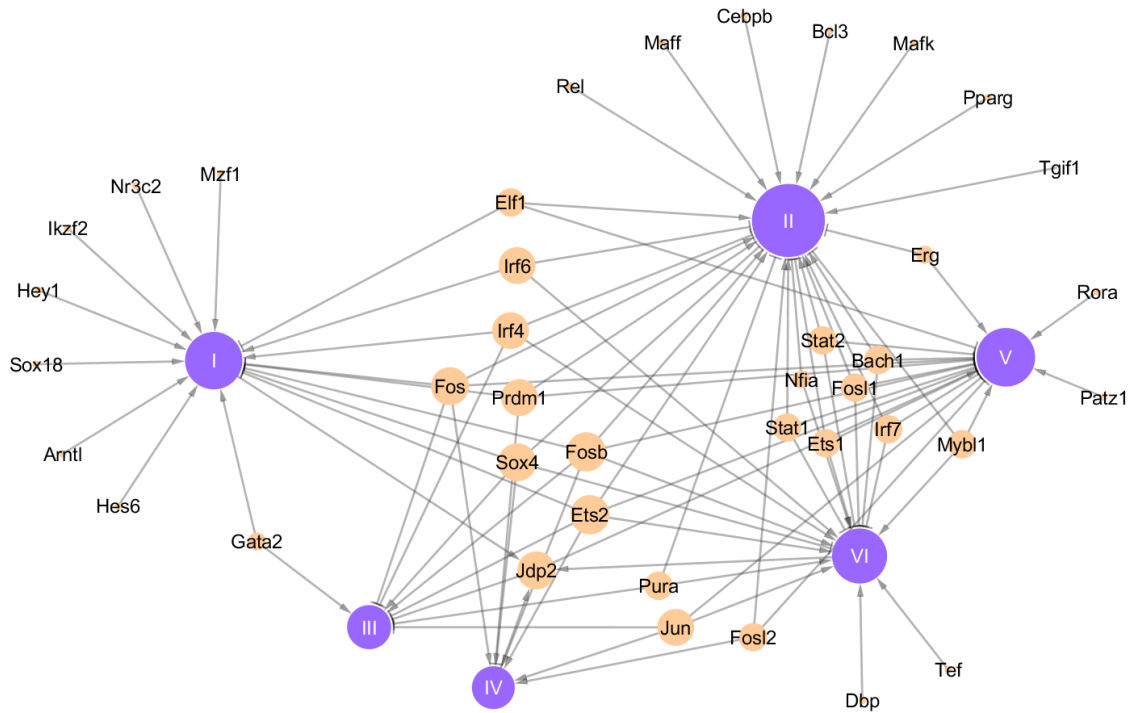 Cebpb
Maff
Bcl3
Mafk
Rel
Pparg
Tgif1
Mzf1
Nr3c2
Elf1
II
Ikzf2
Erg
Irf6
Hey1
Rora
Irf4
Stat2
Sox18
I
Bach1
V
Nfia
Fos
Fosl1
Prdm1
Patz1
Stat1
Irf7
Ets1
Mybl1
Arntl
Fosb
Sox4
Hes6
Ets2
Gata2
VI
Jdp2
Pura
III
Jun
Fosl2
Tef
IV
Dbp